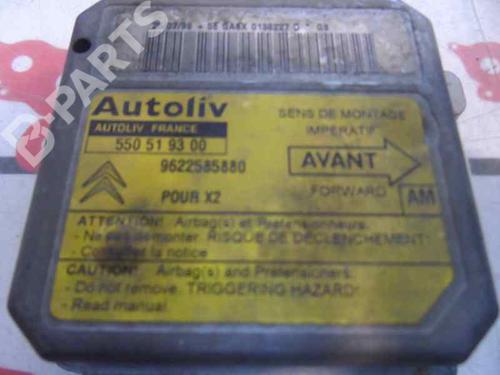 B-PARTS
Autoliv
AUTOLIV FRANCE
550 51 93 00
9622585880
POUR X2
SENS DE MONTAGE
IMPERATIF
AVANT
FORWARD
AM
ATTENTION: Airbag(s) et Pretensionneurs.
- Ne pas demonter. RISQUE DE DECLENCHEMENT
- Consulter la notice
CAUTION: Airbag(s) and Pretensioners.
- Do not remove. TRIGGERING HAZARD!
- Read manual.